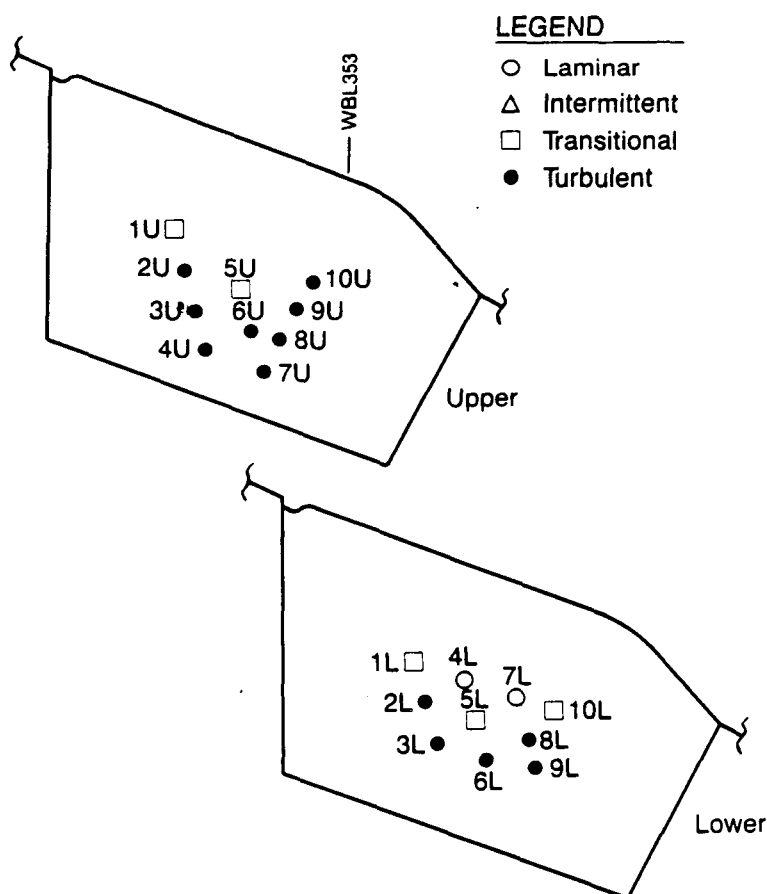 LEGEND
Laminar
Intermittent
Transitional
Turbulent
WBL353
1U
2U
5U
10U
3U
6U
9U
4U
8U
7U
Upper
1L
4L
7L
2L
5L
10L
3L
8L
6L
9L
Lower